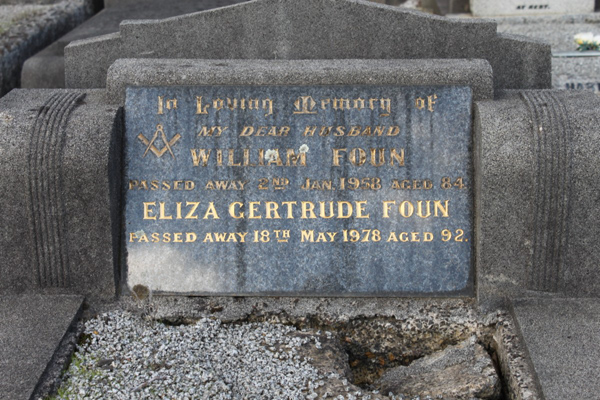 In Loving Memory of
MY DEAR HUSBAND
WILLIAM FOUN
PASSED AWAY 2ND JAN. 1958 AGED 84
ELIZA GERTRUDE FOUN
PASSED AWAY 18TH MAY 1978 AGED 92.